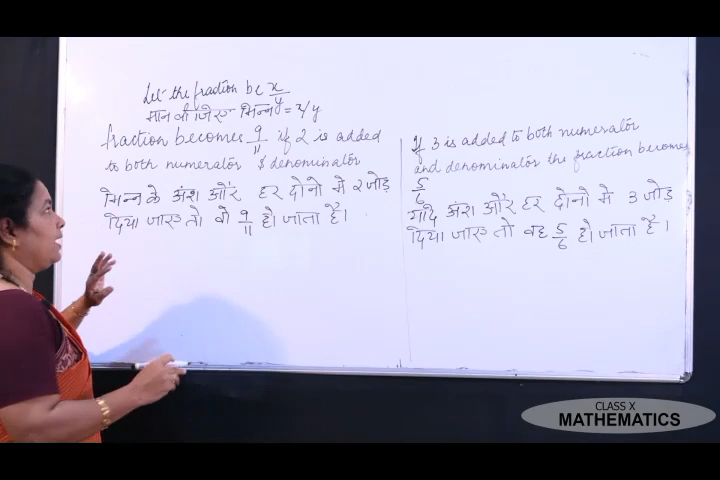 Let the fraction be x/y
मान लीजिए भिन्न = x/y
fraction becomes 9/11 if 2 is added
to both numerator & denominator
भिन्न के अंश और हर दोनो मे 2 जोड़
दिया जाए तो वो 9/11 हो जाता है।
If 3 is added to both numerator
and denominator the fraction becomes
5/6
यदि अंश और हर दोनो मे 3 जोड़
दिया जाए तो वह 5/6 हो जाता है।
CLASS X
MATHEMATICS